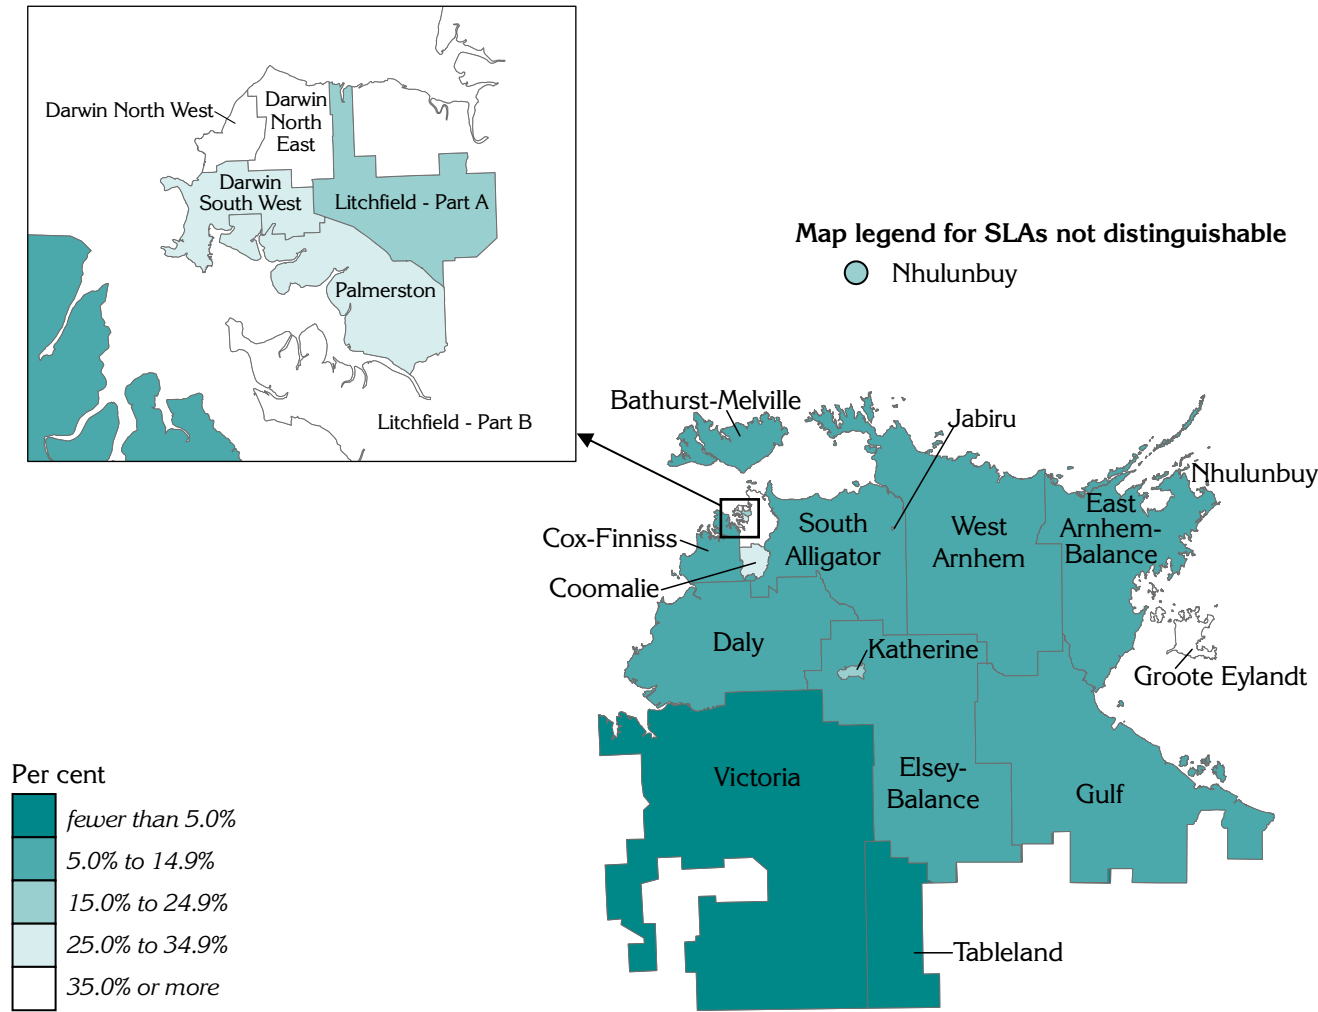 Darwin North West
Darwin
North
East
Darwin
South West
Litchfield - Part A
Palmerston
Litchfield - Part B
Map legend for SLAs not distinguishable
Nhulunbuy
Bathurst-Melville
Jabiru
Nhulunbuy
East
Arnhem-
Balance
South
Alligator
West
Arnhem
Cox-Finniss
Coomalie
Daly
Katherine
Groote Eylandt
Victoria
Elsey-
Balance
Gulf
Tableland
Per cent
fewer than 5.0%
5.0% to 14.9%
15.0% to 24.9%
25.0% to 34.9%
35.0% or more